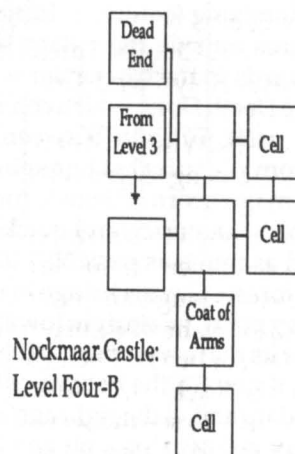 Dead
End
From
Level 3
Cell
Cell
Coat of
Arms
Nockmaar Castle:
Level Four-B
Cell